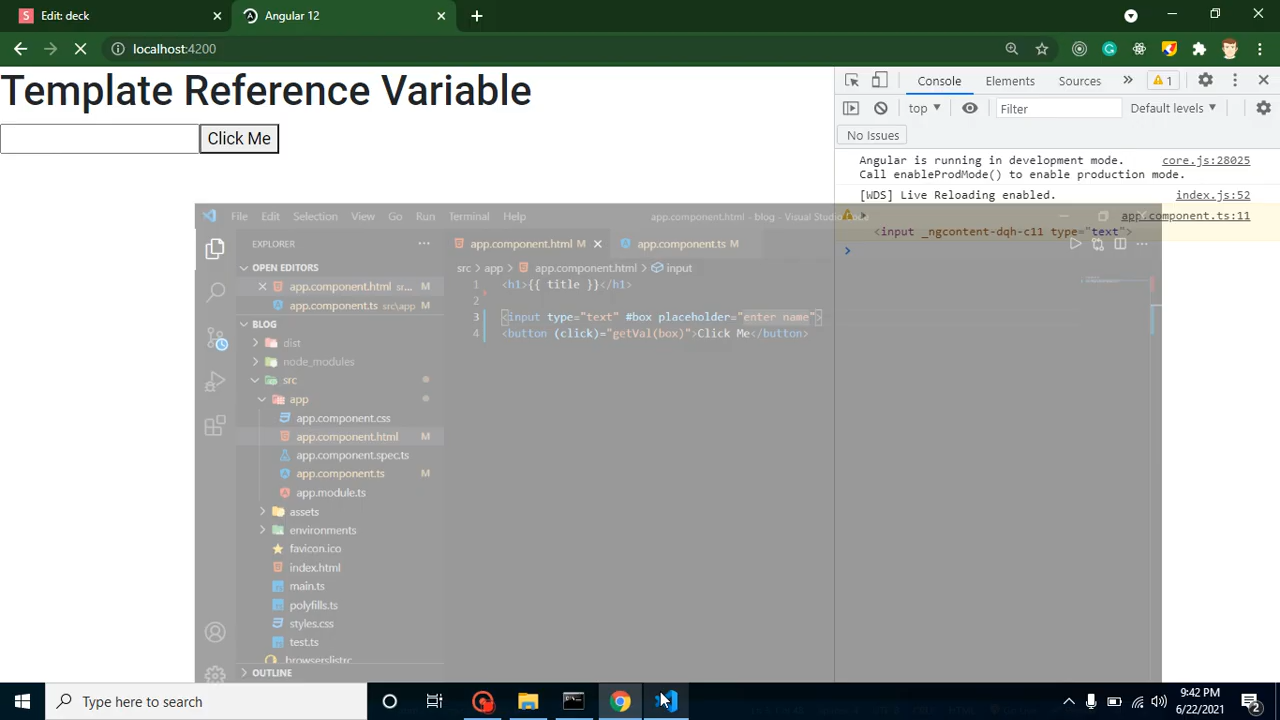 Edit: deck
Angular 12
localhost:4200
Template Reference Variable
Click Me
Console
Elements
Sources
1
top
Filter
Default levels
No Issues
Angular is running in development mode.
core.js:28025
Call enableProdMode() to enable production mode.
[WDS] Live Reloading enabled.
index.js:52
app.component.ts:11
<input _ngcontent-dqh-c11 type="text">
File
Edit
Selection
View
Go
Run
Terminal
Help
app.component.html - blog - Visual Studio Code
EXPLORER
app.component.html M
app.component.ts M
OPEN EDITORS
app.component.html sr...
app.component.ts src\app
BLOG
dist
node_modules
src
app
app.component.css
app.component.html M
app.component.spec.ts
app.component.ts M
app.module.ts
assets
environments
favicon.ico
index.html
main.ts
polyfills.ts
styles.css
test.ts
.browserslistrc
OUTLINE
src > app > app.component.html > input
1 <h1>{{ title }}</h1>
2
3 <input type="text" #box placeholder="enter name">
4 <button (click)="getVal(box)">Click Me</button>
Type here to search
9:42 PM
6/22/2021
2